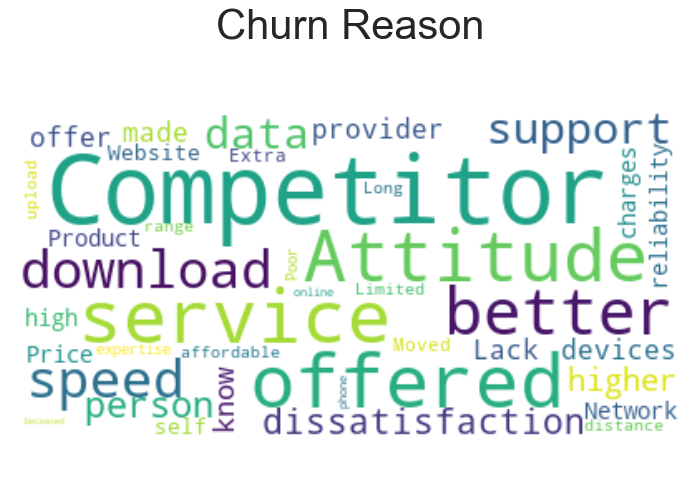 Churn Reason
offer made data provider support
Website Extra
upload Competitor Long charges reliability
Product range
download Poor Attitude
online Limited
high service better
Price expertise affordable Moved Lack devices
speed know offered phone higher
person Network
self dissatisfaction distance
Deceased